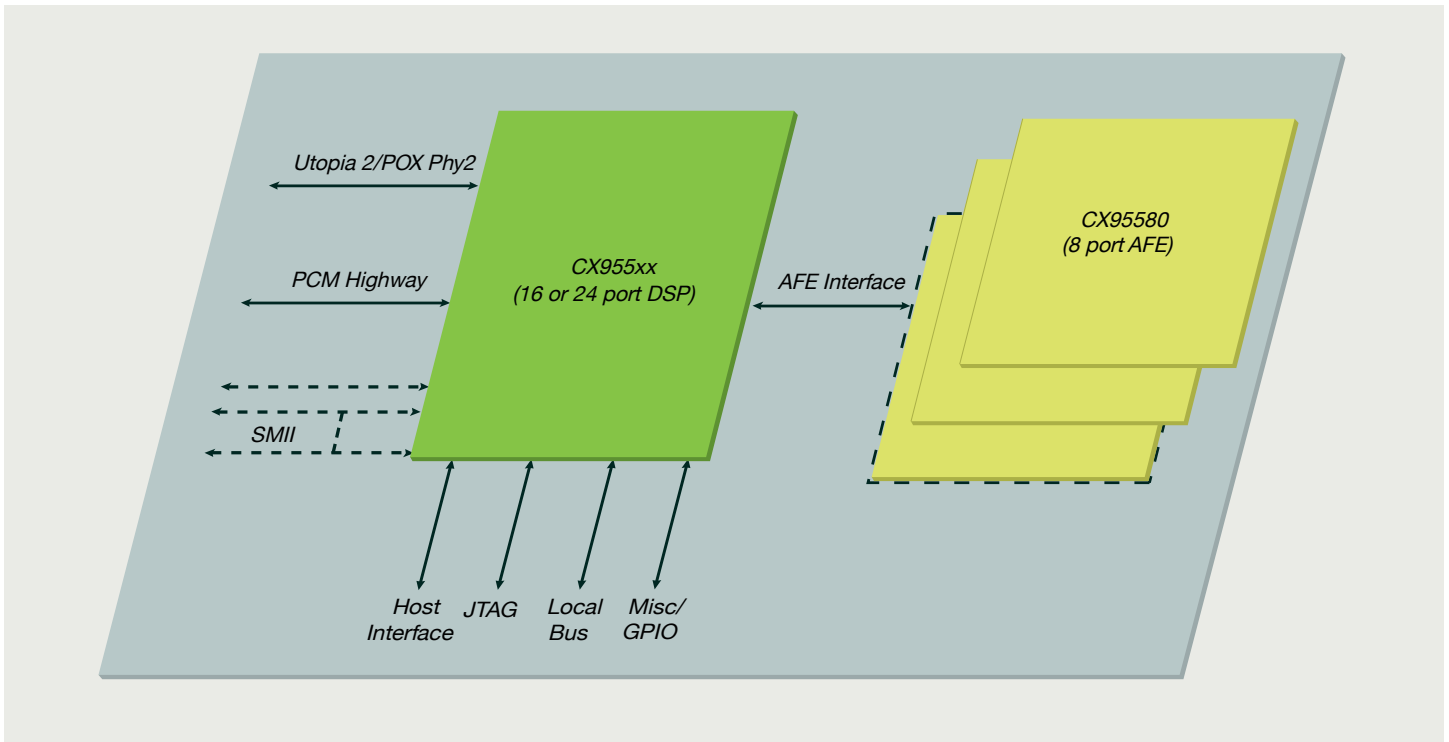 Utopia 2/POX Phy2
PCM Highway
SMII
CX955xx
(16 or 24 port DSP)
AFE Interface
CX95580
(8 port AFE)
Host
Interface
JTAG
Local
Bus
Misc/
GPIO